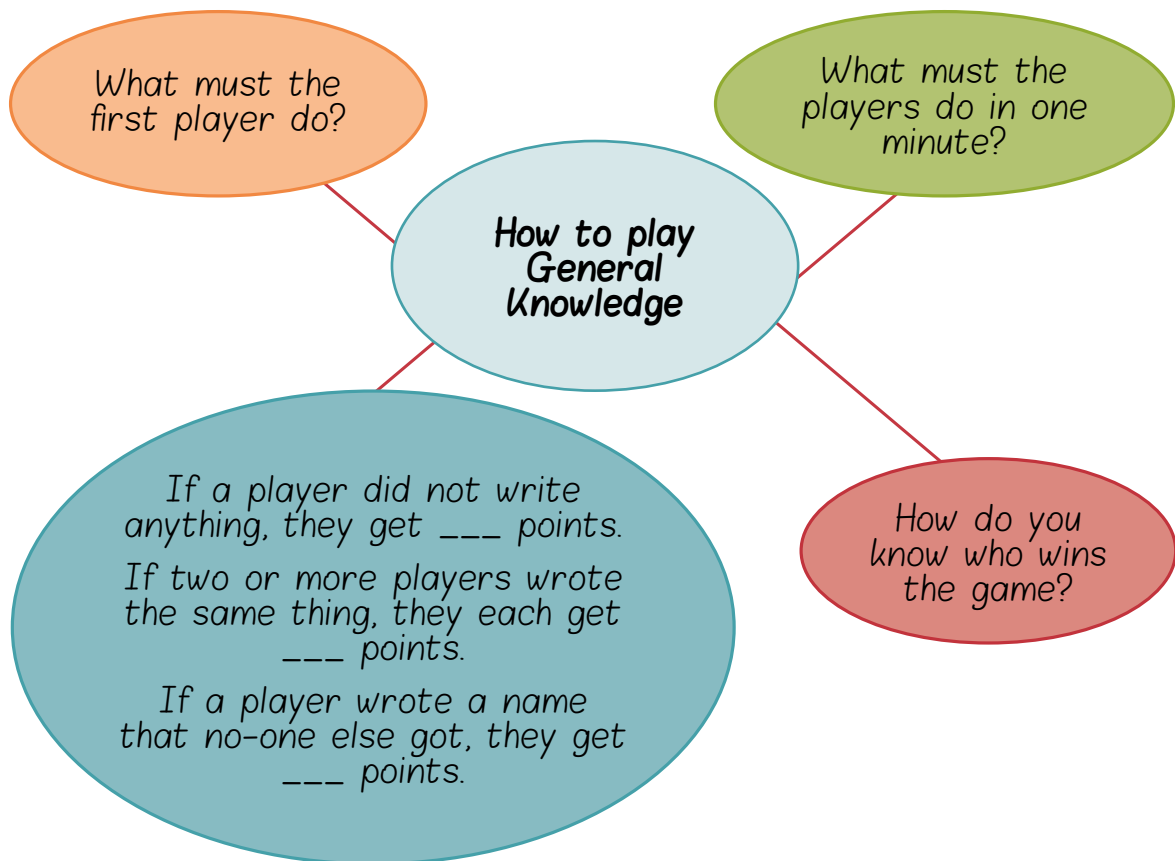 What must the
first player do?
What must the
players do in one
minute?
How to play
General
Knowledge
If a player did not write
anything, they get ___ points.
If two or more players wrote
the same thing, they each get
___ points.
If a player wrote a name
that no-one else got, they get
___ points.
How do you
know who wins
the game?